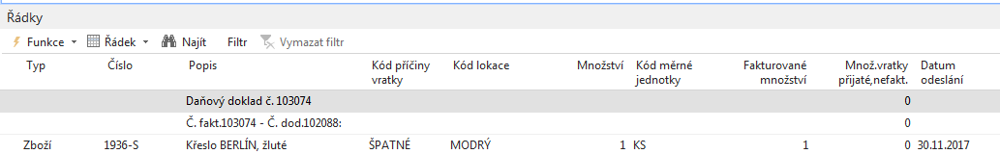 Řádky
Funkce Řádek Najít Filtr Vymazat filtr
Typ Číslo Popis Kód příčiny vratky Kód lokace Množství Kód měrné jednotky Fakturované množství Množ.vratky přijaté,nefakt. Datum odeslání
Daňový doklad č. 103074 0
Č. fakt.103074 - Č. dod.102088: 0
Zboží 1936-S Křeslo BERLÍN, žluté ŠPATNÉ MODRÝ 1 KS 1 0 30.11.2017